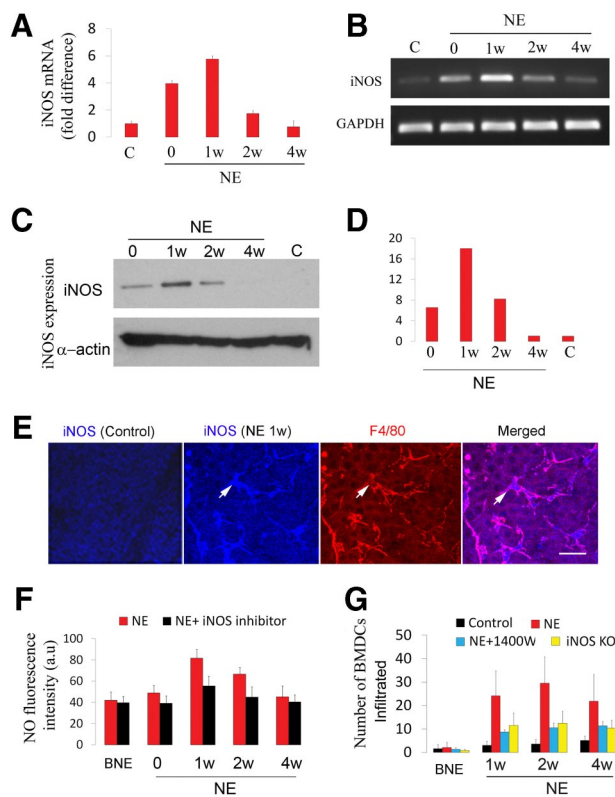 A
iNOS mRNA
(fold difference)
8
6
4
2
0
C
0
1w
2w
4w
NE
B
NE
C
0
1w
2w
4w
iNOS
GAPDH
C
NE
0
1w
2w
4w
C
iNOS expression
iNOS
α–actin
D
20
16
12
8
4
0
0
1w
2w
4w
C
NE
E
iNOS (Control)
iNOS (NE 1w)
F4/80
Merged
F
NE
NE+ iNOS inhibitor
NO fluorescence
intensity (a.u)
100
80
60
40
20
0
BNE
0
1w
2w
4w
NE
G
Control
NE
NE+1400W
iNOS KO
Number of BMDCs
Infiltrated
50
40
30
20
10
0
BNE
1w
2w
4w
NE